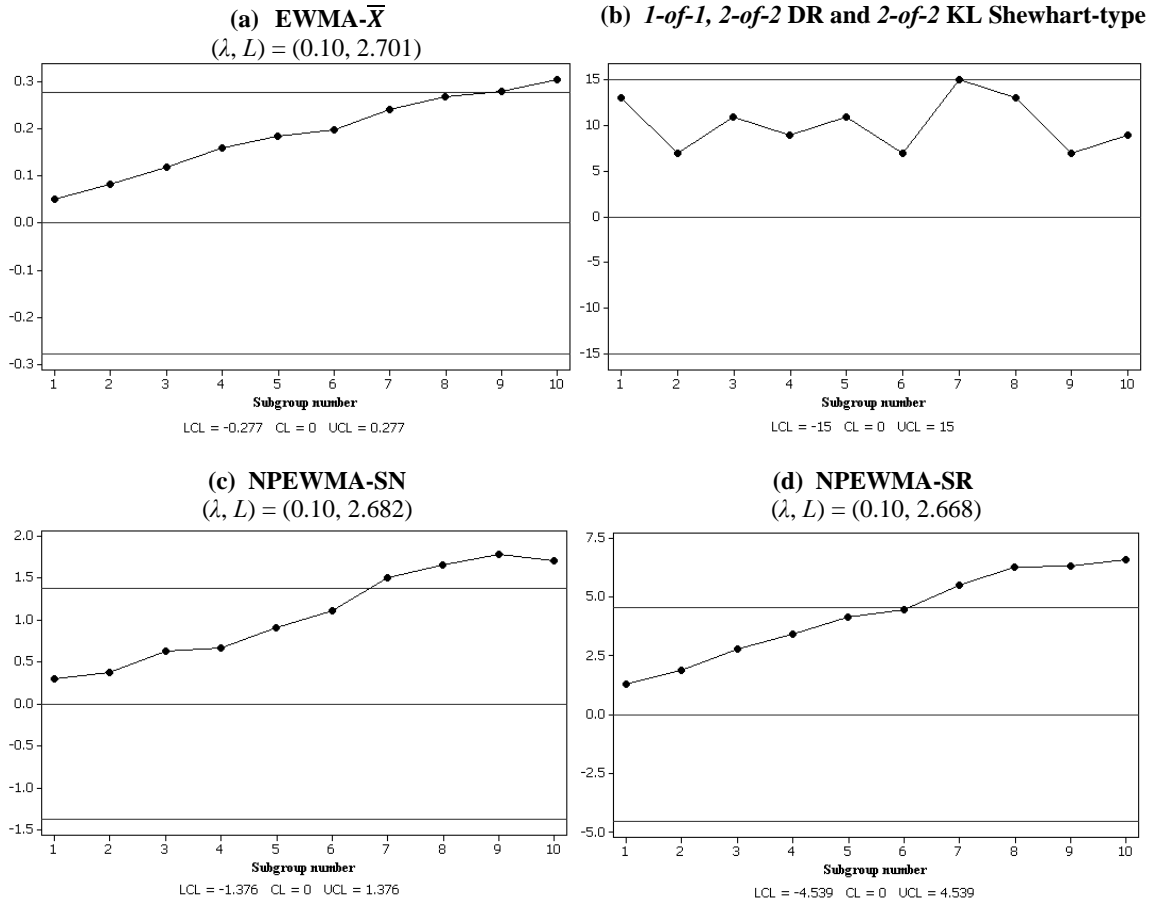 (a) EWMA-X̅
(λ, L) = (0.10, 2.701)
0.3
0.2
0.1
0.0
-0.1
-0.2
-0.3
1 2 3 4 5 6 7 8 9 10
Subgroup number
LCL = -0.277 CL = 0 UCL = 0.277
(b) 1-of-1, 2-of-2 DR and 2-of-2 KL Shewhart-type
15
10
5
0
-5
-10
-15
1 2 3 4 5 6 7 8 9 10
Subgroup number
LCL = -15 CL = 0 UCL = 15
(c) NPEWMA-SN
(λ, L) = (0.10, 2.682)
2.0
1.5
1.0
0.5
0.0
-0.5
-1.0
-1.5
1 2 3 4 5 6 7 8 9 10
Subgroup number
LCL = -1.376 CL = 0 UCL = 1.376
(d) NPEWMA-SR
(λ, L) = (0.10, 2.668)
7.5
5.0
2.5
0.0
-2.5
-5.0
1 2 3 4 5 6 7 8 9 10
Subgroup number
LCL = -4.539 CL = 0 UCL = 4.539